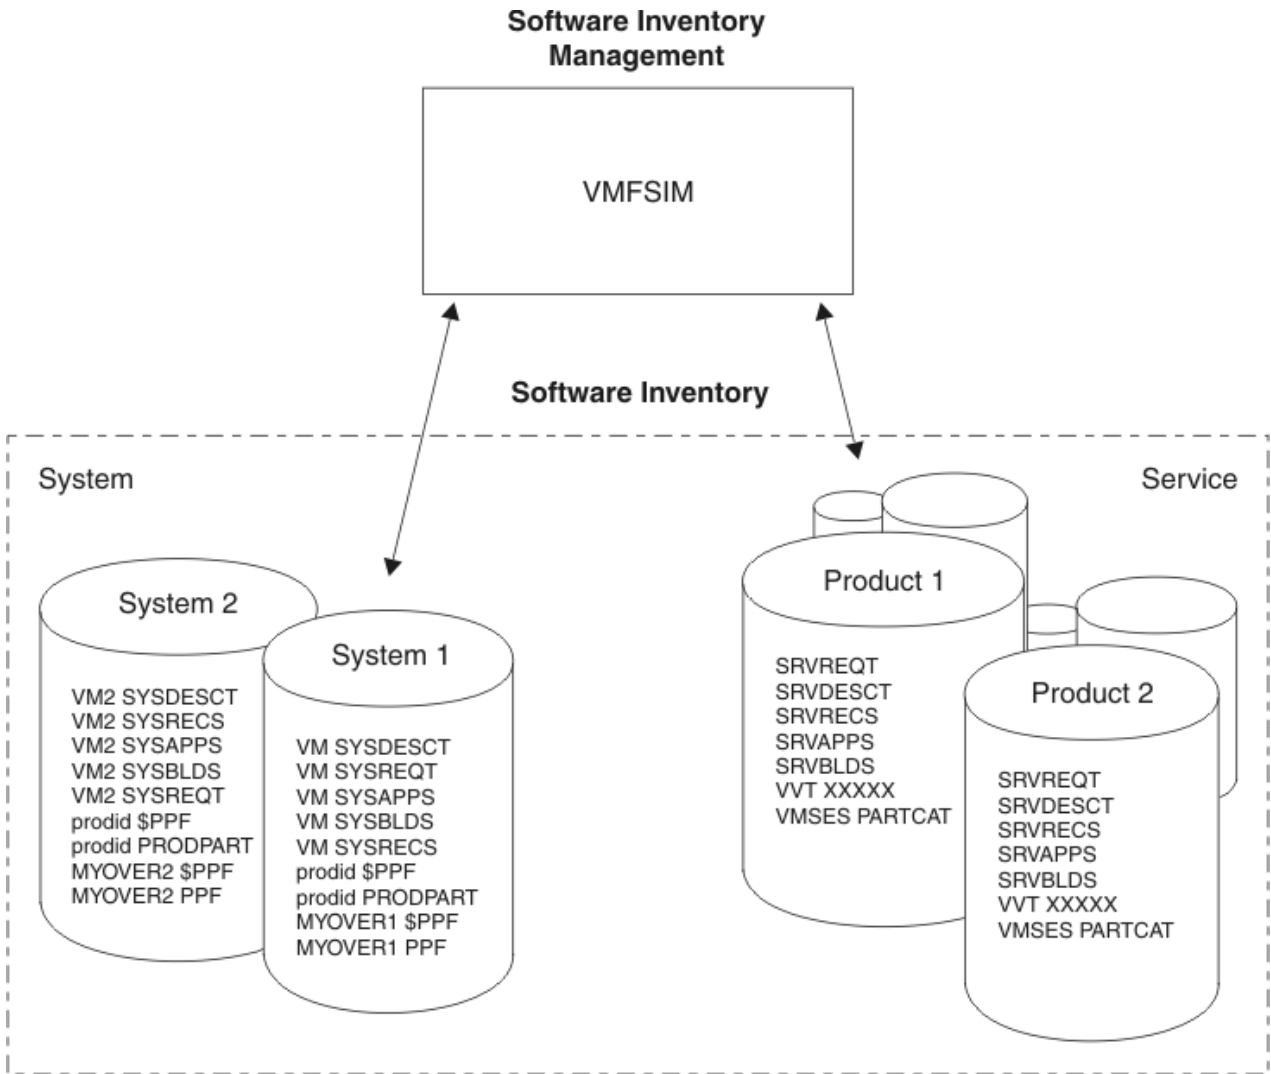 Software Inventory
Management
VMFSIM
Software Inventory
System
Service
System 2
VM2 SYSDESCT
VM2 SYSRECS
VM2 SYSAPPS
VM2 SYSBLDS
VM2 SYSREQT
prodid $PPF
prodid PRODPART
MYOVER2 $PPF
MYOVER2 PPF
System 1
VM SYSDESCT
VM SYSREQT
VM SYSAPPS
VM SYSBLDS
VM SYSRECS
prodid $PPF
prodid PRODPART
MYOVER1 $PPF
MYOVER1 PPF
Product 1
SRVREQT
SRVDESCT
SRVRECS
SRVAPPS
SRVBLDS
VVT XXXXX
VMSES PARTCAT
Product 2
SRVREQT
SRVDESCT
SRVRECS
SRVAPPS
SRVBLDS
VVT XXXXX
VMSES PARTCAT